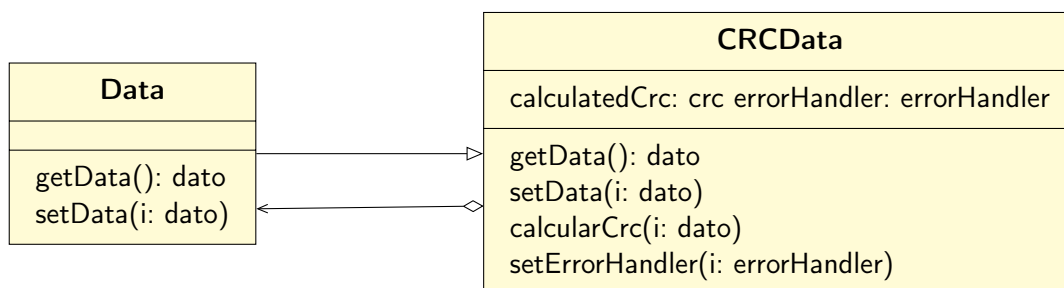 Data
getData(): dato
setData(i: dato)
CRCData
calculatedCrc: crc errorHandler: errorHandler
getData(): dato
setData(i: dato)
calcularCrc(i: dato)
setErrorHandler(i: errorHandler)